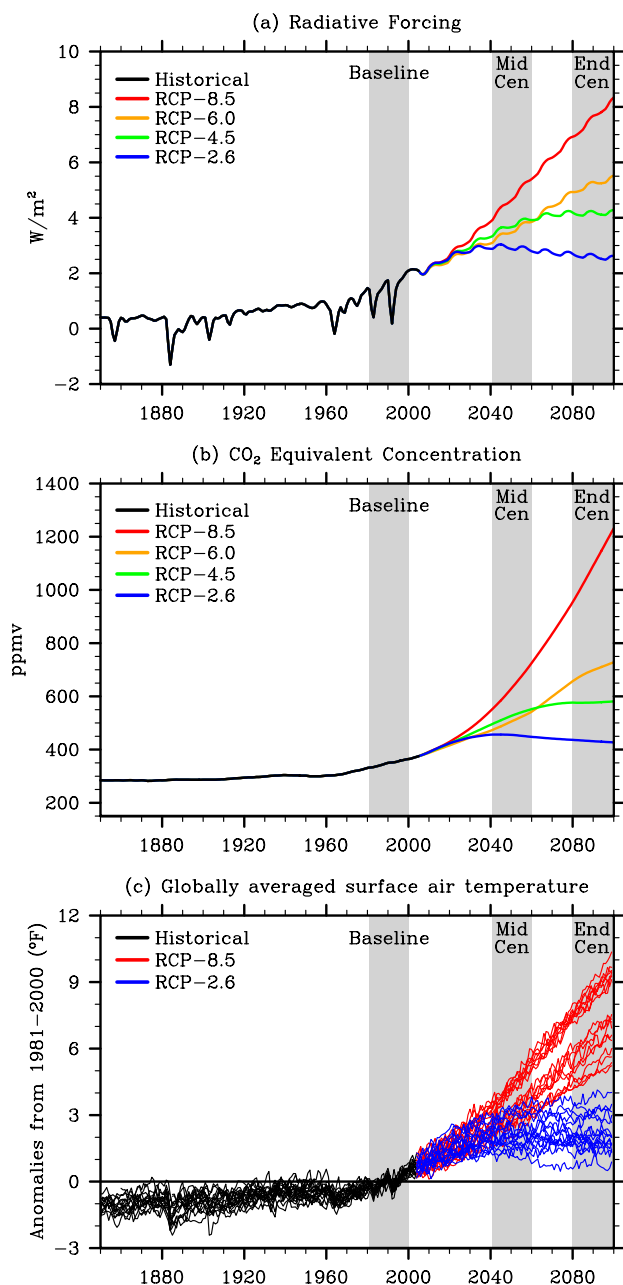 (a) Radiative Forcing
10
8
6
4
2
0
−2
W/m²
Historical
RCP−8.5
RCP−6.0
RCP−4.5
RCP−2.6
Baseline
Mid
Cen
End
Cen
1880 1920 1960 2000 2040 2080
(b) CO₂ Equivalent Concentration
1400
1200
1000
800
600
400
200
ppmv
Historical
RCP−8.5
RCP−6.0
RCP−4.5
RCP−2.6
Baseline
Mid
Cen
End
Cen
1880 1920 1960 2000 2040 2080
(c) Globally averaged surface air temperature
12
9
6
3
0
−3
Anomalies from 1981−2000 (°F)
Historical
RCP−8.5
RCP−2.6
Baseline
Mid
Cen
End
Cen
1880 1920 1960 2000 2040 2080